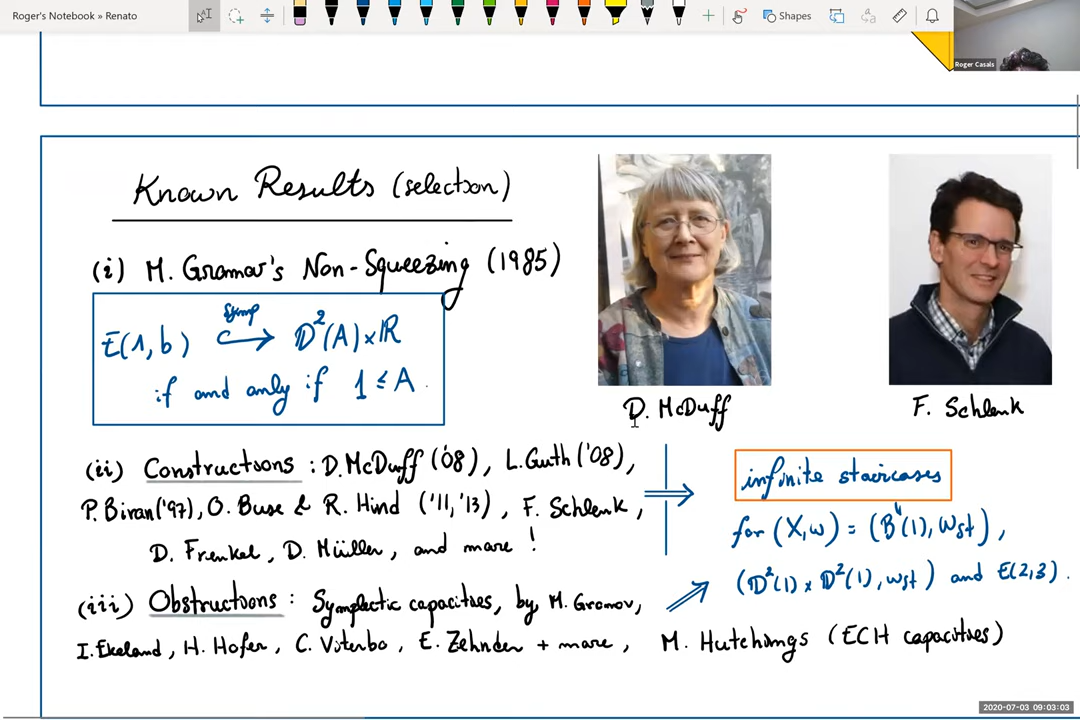 Roger's Notebook » Renato
Shapes
Roger Casals
Known Results (selection)
(i) M. Gromov's Non-Squeezing (1985)
E(1,b) symp ↪ D²(A)×ℝ
if and only if 1 ≤ A.
D. McDuff
F. Schlenk
(ii) Constructions : D. McDuff ('08), L. Guth ('08),
P. Biran ('97), O. Buse & R. Hind ('11, '13), F. Schlenk,
D. Frenkel, D. Müller, and more !
infinite staircases
for (X,ω) = (B⁴(1), ωst),
(D²(1) × D²(1), ωst) and E(2,3).
(iii) Obstructions : Symplectic capacities, by M. Gromov,
I. Ekeland, H. Hofer, C. Viterbo, E. Zehnder + more, M. Hutchings (ECH capacities)
2020-07-03 09:03:03